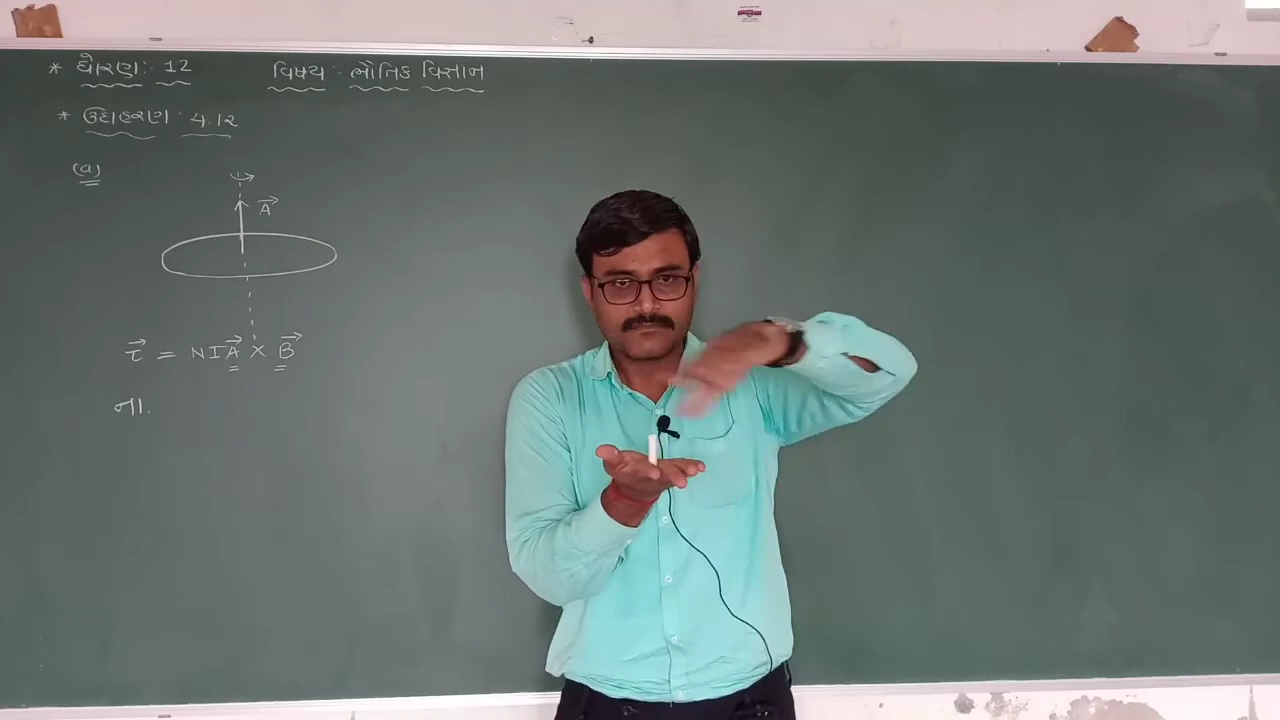 * ધોરણ: 12 વિષય: ભૌતિક વિજ્ઞાન
* ઉદાહરણ: 4.12
(a)
A⃗
τ⃗ = NIA⃗ × B⃗
ના.